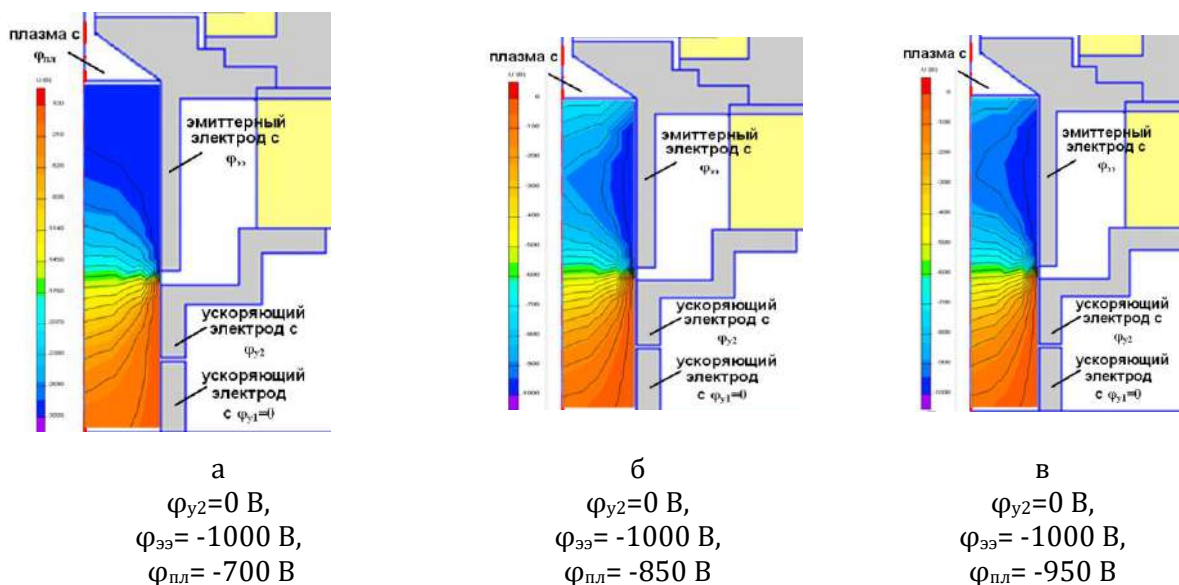 плазма с
φпл
эмиттерный
электрод с
φээ
ускоряющий
электрод с
φу2
ускоряющий
электрод
с φу1=0
плазма с
эмиттерный
электрод с
φээ
ускоряющий
электрод с
φу2
ускоряющий
электрод
с φу1=0
0
-100
плазма с
эмиттерный
электрод с
φээ
ускоряющий
электрод с
φу2
ускоряющий
электрод
с φу1=0
а
φу2=0 В,
φээ= -1000 В,
φпл= -700 В
б
φу2=0 В,
φээ= -1000 В,
φпл= -850 В
в
φу2=0 В,
φээ= -1000 В,
φпл= -950 В